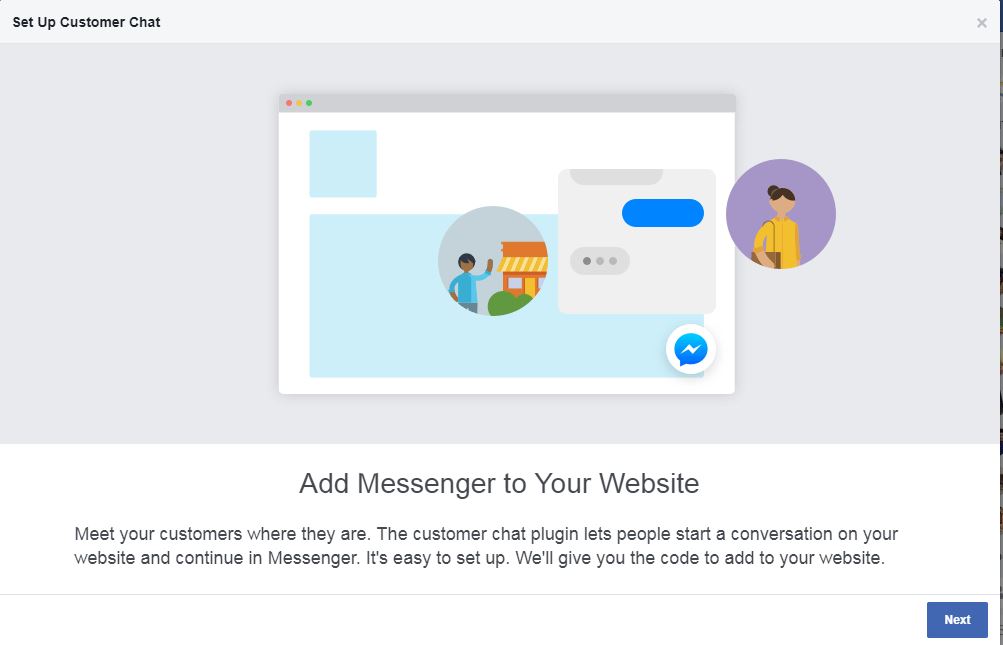 Set Up Customer Chat
Add Messenger to Your Website
Meet your customers where they are. The customer chat plugin lets people start a conversation on your
website and continue in Messenger. It's easy to set up. We'll give you the code to add to your website.
Next